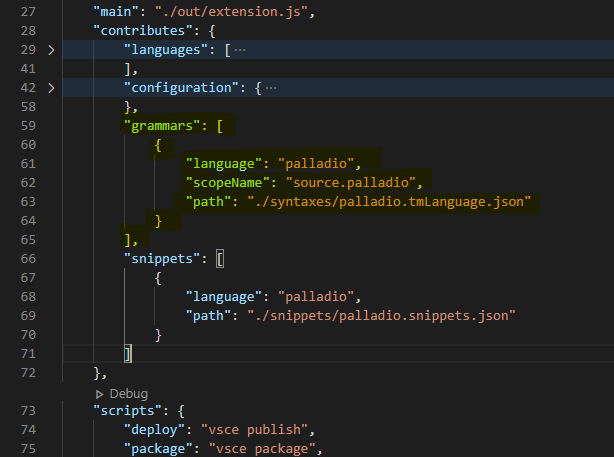 27 "main": "./out/extension.js",
28 "contributes": {
29 > "languages": [ ...
41 ],
42 > "configuration": { ...
58 },
59 "grammars": [
60 {
61 "language": "palladio",
62 "scopeName": "source.palladio",
63 "path": "./syntaxes/palladio.tmLanguage.json"
64 }
65 ],
66 "snippets": [
67 {
68 "language": "palladio",
69 "path": "./snippets/palladio.snippets.json"
70 }
71 ]
72 },
Debug
73 "scripts": {
74 "deploy": "vsce publish",
75 "package": "vsce package",